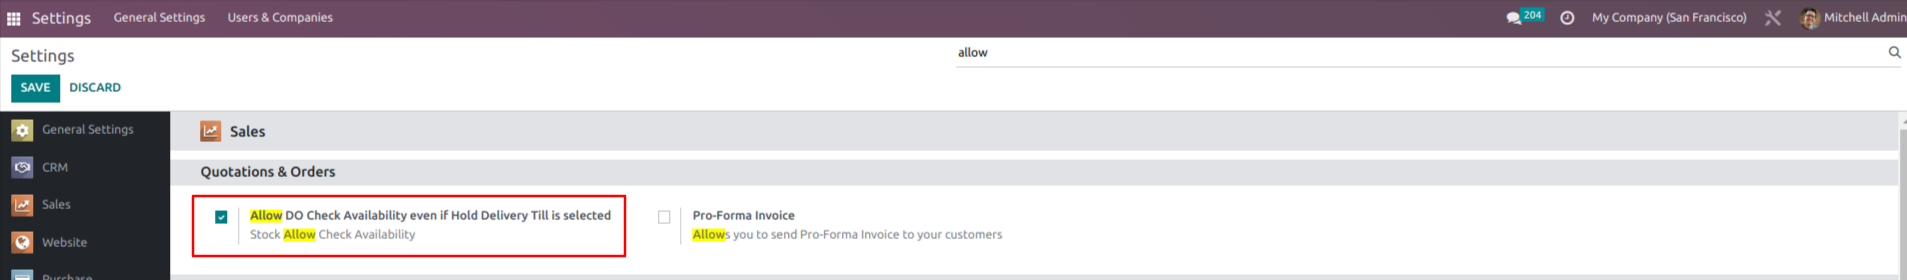 Settings General Settings Users & Companies 204 My Company (San Francisco) Mitchell Admin
Settings
allow
SAVE DISCARD
General Settings
CRM
Sales
Website
Purchase
Sales
Quotations & Orders
Allow DO Check Availability even if Hold Delivery Till is selected
Stock Allow Check Availability
Pro-Forma Invoice
Allows you to send Pro-Forma Invoice to your customers